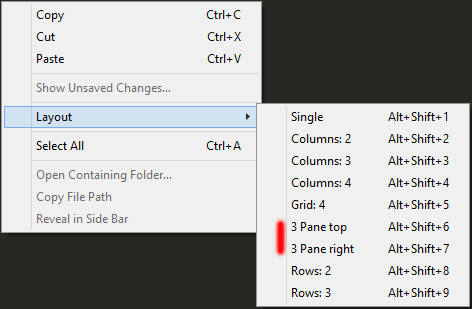 Copy Ctrl+C
Cut Ctrl+X
Paste Ctrl+V
Show Unsaved Changes...
Layout
Select All Ctrl+A
Open Containing Folder...
Copy File Path
Reveal in Side Bar
Single Alt+Shift+1
Columns: 2 Alt+Shift+2
Columns: 3 Alt+Shift+3
Columns: 4 Alt+Shift+4
Grid: 4 Alt+Shift+5
3 Pane top Alt+Shift+6
3 Pane right Alt+Shift+7
Rows: 2 Alt+Shift+8
Rows: 3 Alt+Shift+9